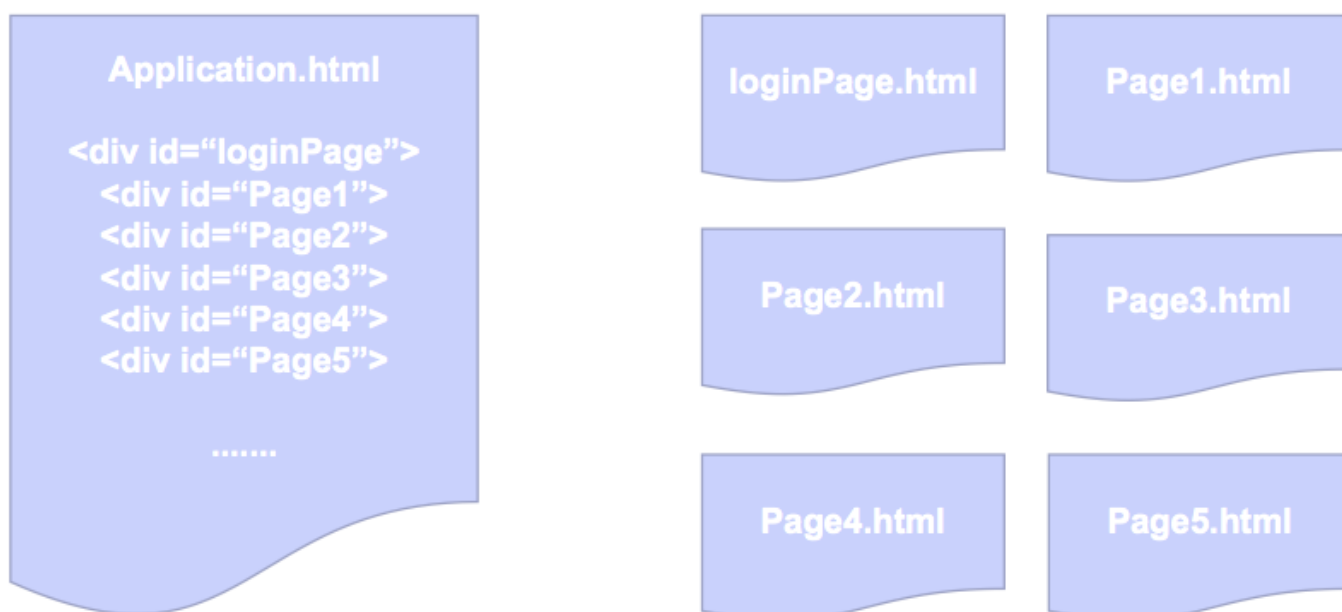 Application.html
<div id=“loginPage”>
<div id=“Page1”>
<div id=“Page2”>
<div id=“Page3”>
<div id=“Page4”>
<div id=“Page5”>
.......
loginPage.html
Page1.html
Page2.html
Page3.html
Page4.html
Page5.html